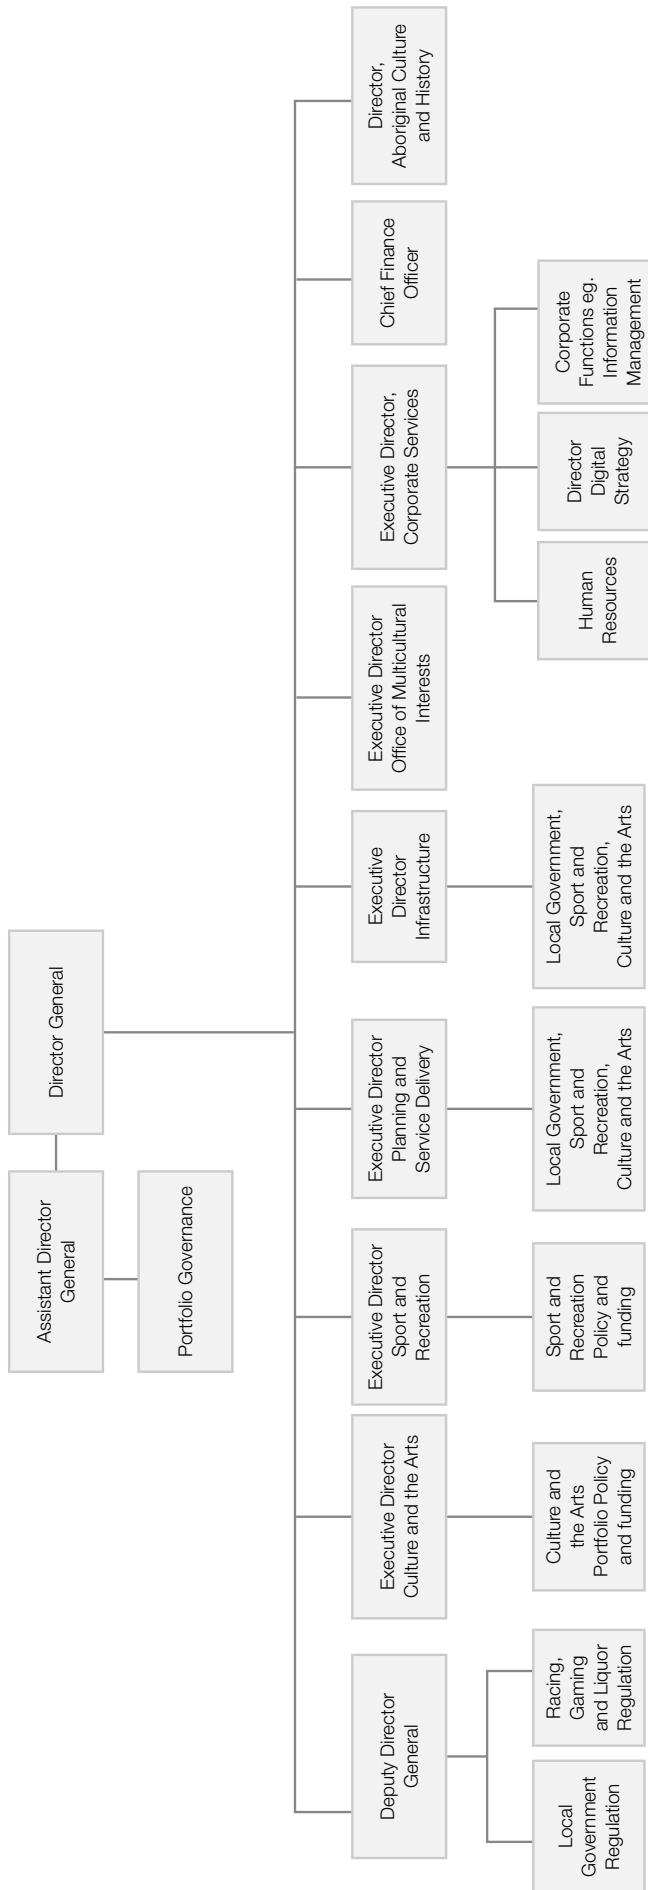 Director General
Assistant Director
General
Portfolio Governance
Deputy Director
General
Executive Director
Culture and the Arts
Executive Director
Sport and
Recreation
Executive Director
Planning and
Service Delivery
Executive
Director
Infrastructure
Executive Director
Office of Multicultural
Interests
Executive Director,
Corporate Services
Chief Finance
Officer
Director,
Aboriginal Culture
and History
Local
Government
Regulation
Racing,
Gaming
and Liquor
Regulation
Culture and
the Arts
Portfolio Policy
and funding
Sport and
Recreation
Policy and
funding
Local Government,
Sport and
Recreation,
Culture and the Arts
Local Government,
Sport and
Recreation,
Culture and the Arts
Human
Resources
Director
Digital
Strategy
Corporate
Functions eg.
Information
Management